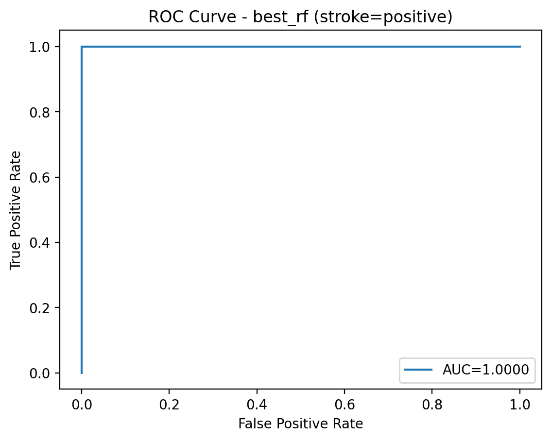 ROC Curve - best_rf (stroke=positive)
True Positive Rate
1.0
0.8
0.6
0.4
0.2
0.0
AUC=1.0000
0.0 0.2 0.4 0.6 0.8 1.0
False Positive Rate